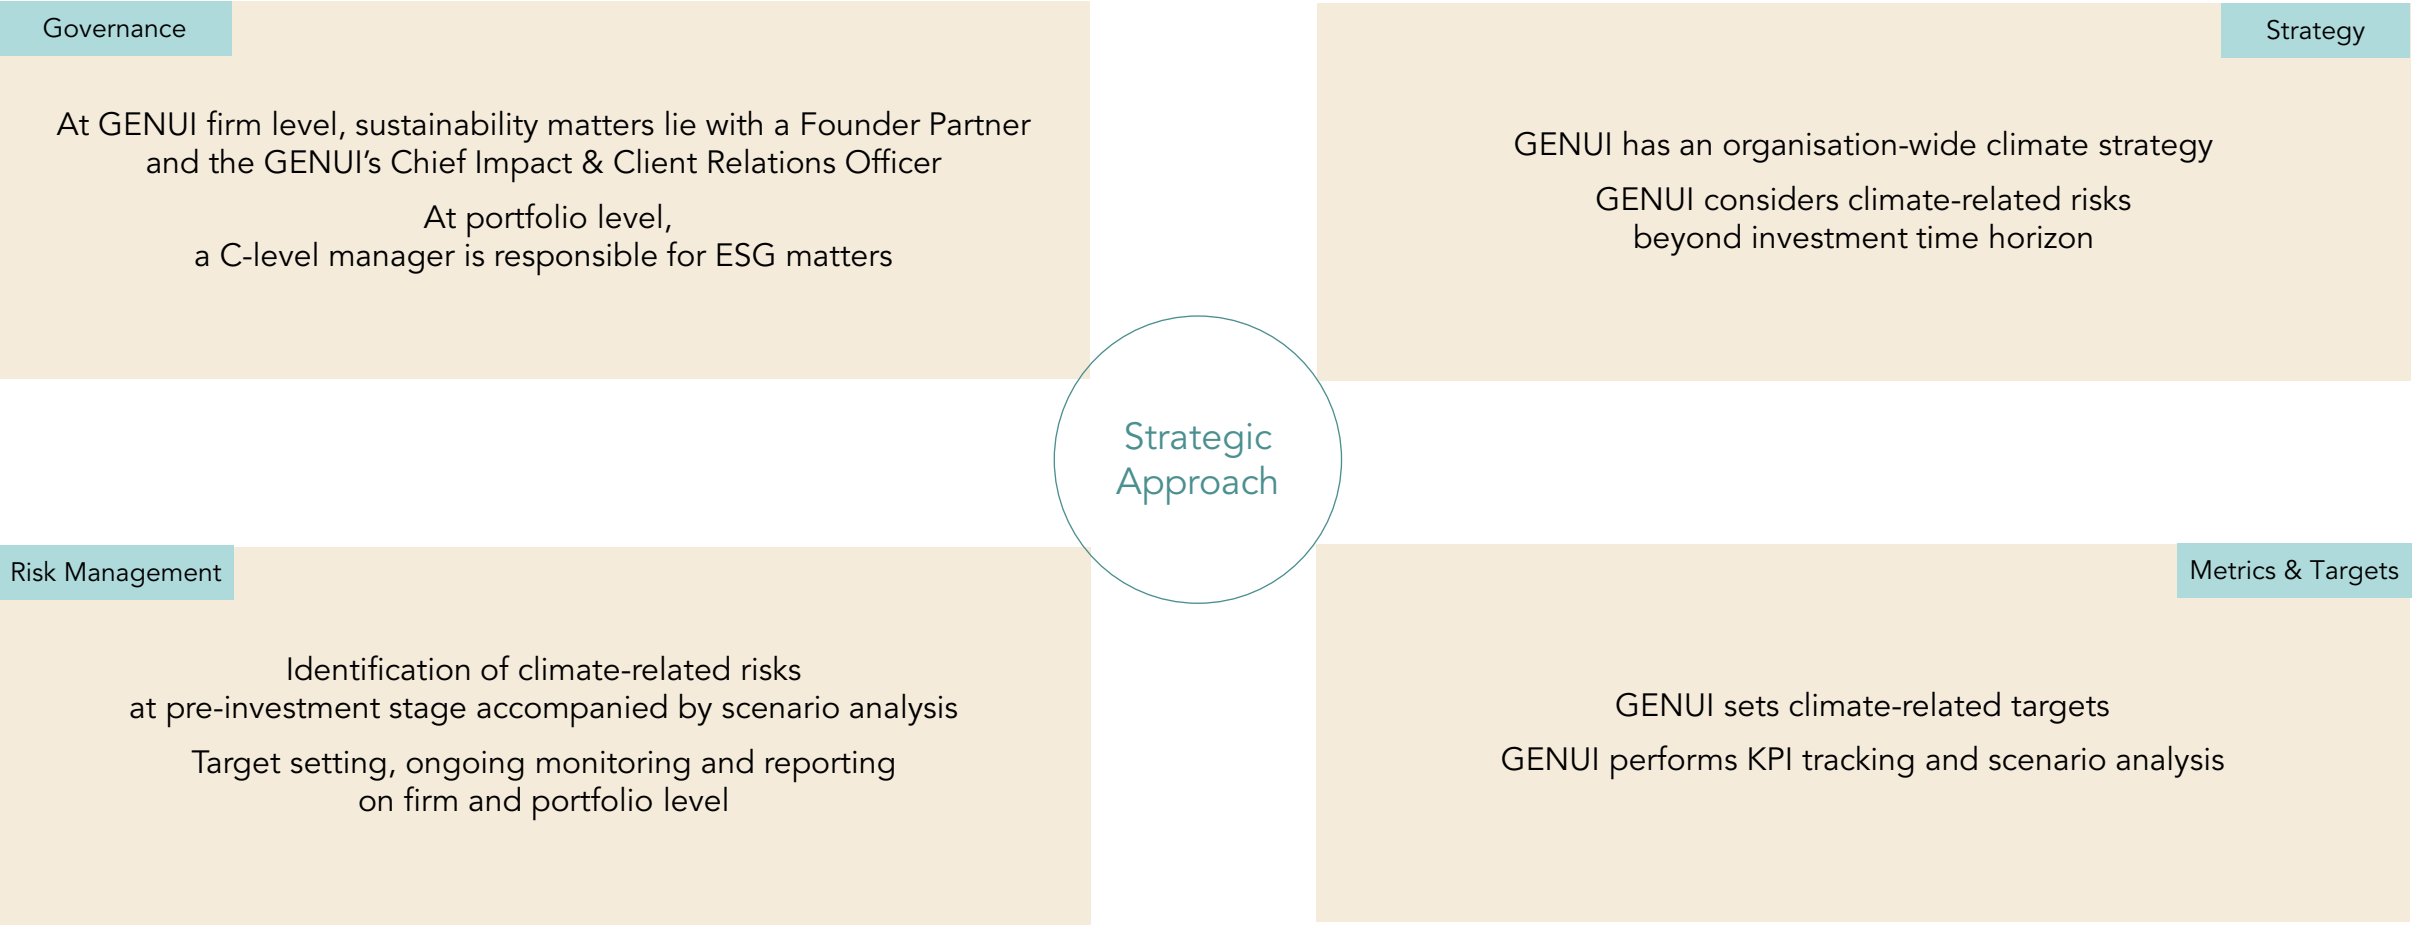 Governance
At GENUI firm level, sustainability matters lie with a Founder Partner
and the GENUI’s Chief Impact & Client Relations Officer
At portfolio level,
a C-level manager is responsible for ESG matters
Strategy
GENUI has an organisation-wide climate strategy
GENUI considers climate-related risks
beyond investment time horizon
Strategic
Approach
Risk Management
Identification of climate-related risks
at pre-investment stage accompanied by scenario analysis
Target setting, ongoing monitoring and reporting
on firm and portfolio level
Metrics & Targets
GENUI sets climate-related targets
GENUI performs KPI tracking and scenario analysis